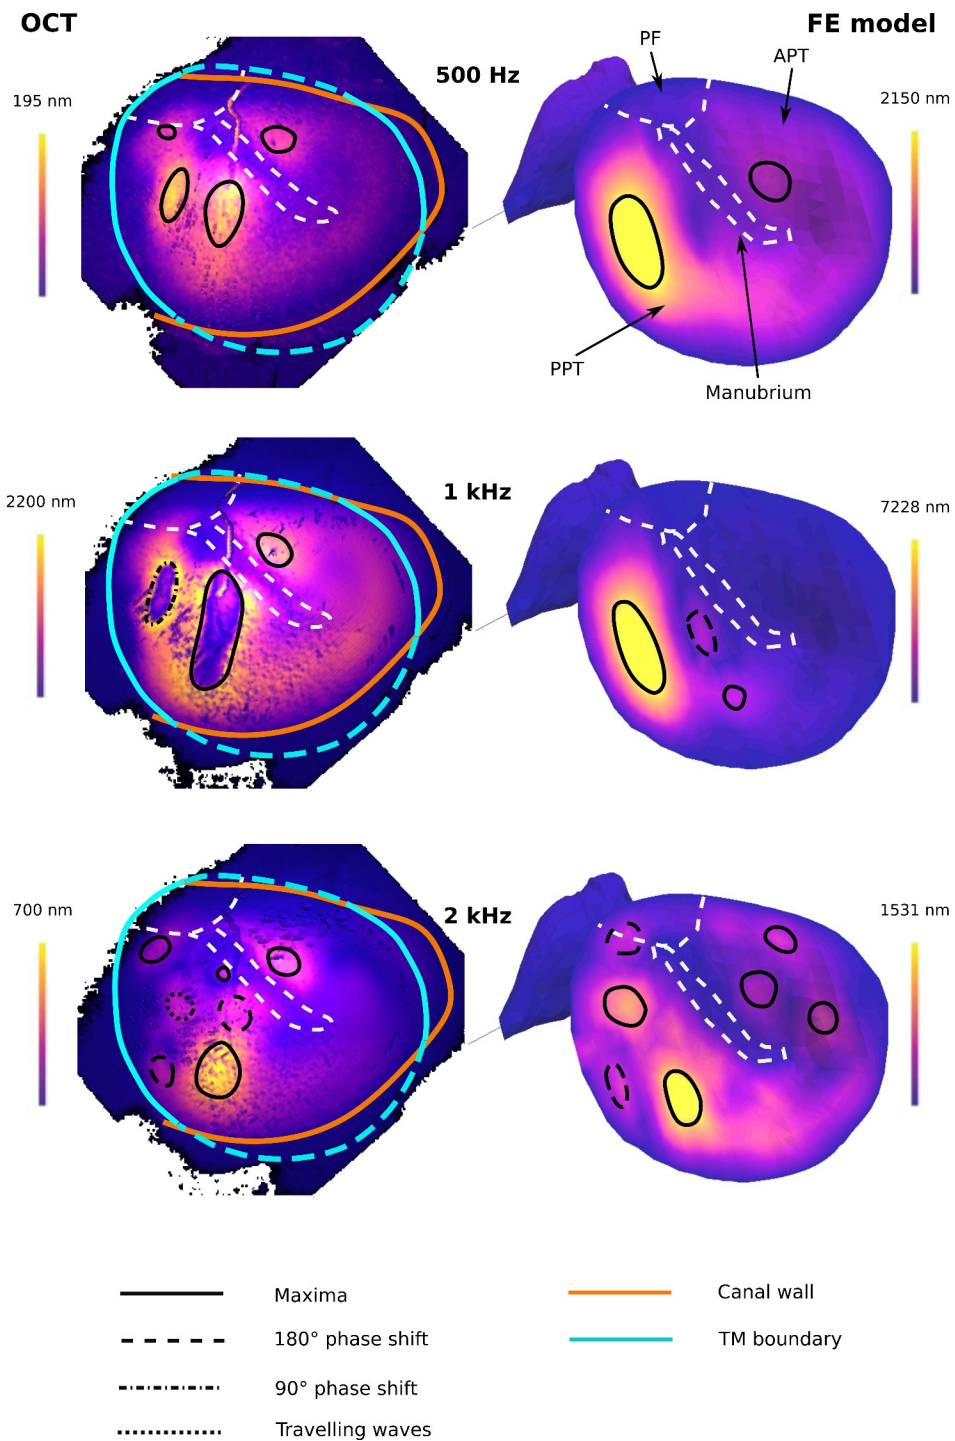 OCT
FE model
500 Hz
PF
APT
195 nm
2150 nm
PPT
Manubrium
1 kHz
2200 nm
7228 nm
2 kHz
700 nm
1531 nm
Maxima
Canal wall
180° phase shift
TM boundary
90° phase shift
Travelling waves